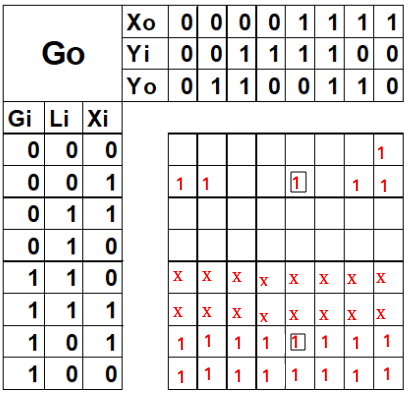 Go Xo 0 0 0 0 1 1 1 1
Yi 0 0 1 1 1 1 0 0
Yo 0 1 1 0 0 1 1 0
Gi Li Xi
0 0 0 1
0 0 1 1 1 1 1 1
0 1 1
0 1 0
1 1 0 x x x x x x x x
1 1 1 x x x x x x x x
1 0 1 1 1 1 1 1 1 1 1
1 0 0 1 1 1 1 1 1 1 1